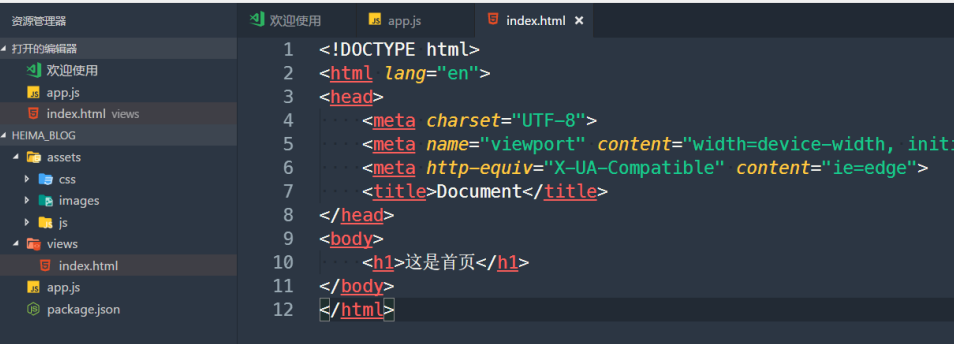 资源管理器
打开的编辑器
欢迎使用
app.js
index.html views
HEIMA_BLOG
assets
css
images
js
views
index.html
app.js
package.json
欢迎使用 app.js index.html ×
1 <!DOCTYPE html>
2 <html lang="en">
3 <head>
4 <meta charset="UTF-8">
5 <meta name="viewport" content="width=device-width, initi
6 <meta http-equiv="X-UA-Compatible" content="ie=edge">
7 <title>Document</title>
8 </head>
9 <body>
10 <h1>这是首页</h1>
11 </body>
12 </html>